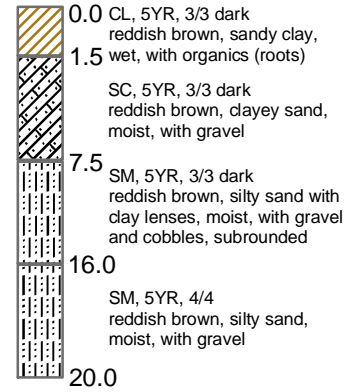 0.0 CL, 5YR, 3/3 dark
reddish brown, sandy clay,
1.5 wet, with organics (roots)
SC, 5YR, 3/3 dark
reddish brown, clayey sand,
moist, with gravel
7.5
SM, 5YR, 3/3 dark
reddish brown, silty sand with
clay lenses, moist, with gravel
and cobbles, subrounded
16.0
SM, 5YR, 4/4
reddish brown, silty sand,
moist, with gravel
20.0